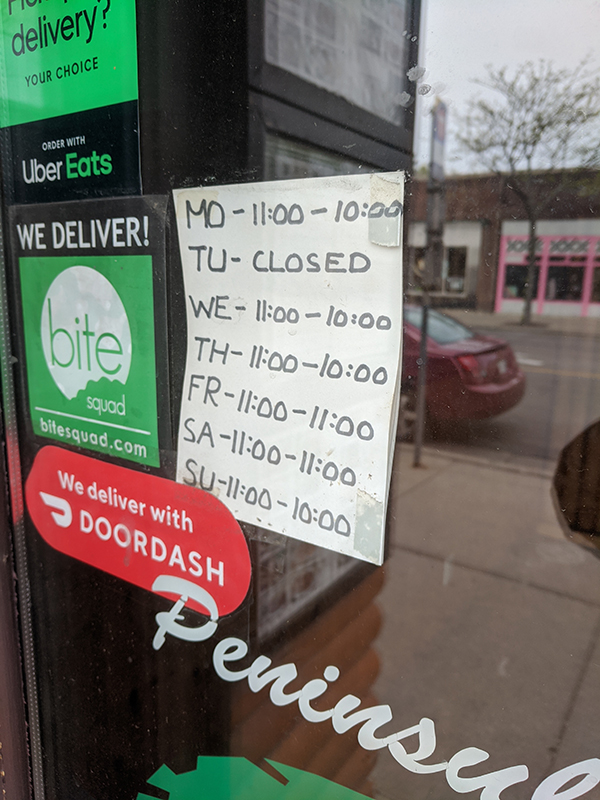 delivery?
YOUR CHOICE
ORDER WITH
Uber Eats
WE DELIVER!
bite
squad
bitesquad.com
MO - 11:00 - 10:00
TU - CLOSED
WE - 11:00 - 10:00
TH - 11:00 - 10:00
FR - 11:00 - 11:00
SA - 11:00 - 11:00
SU - 11:00 - 10:00
We deliver with
DOORDASH
Peninsul